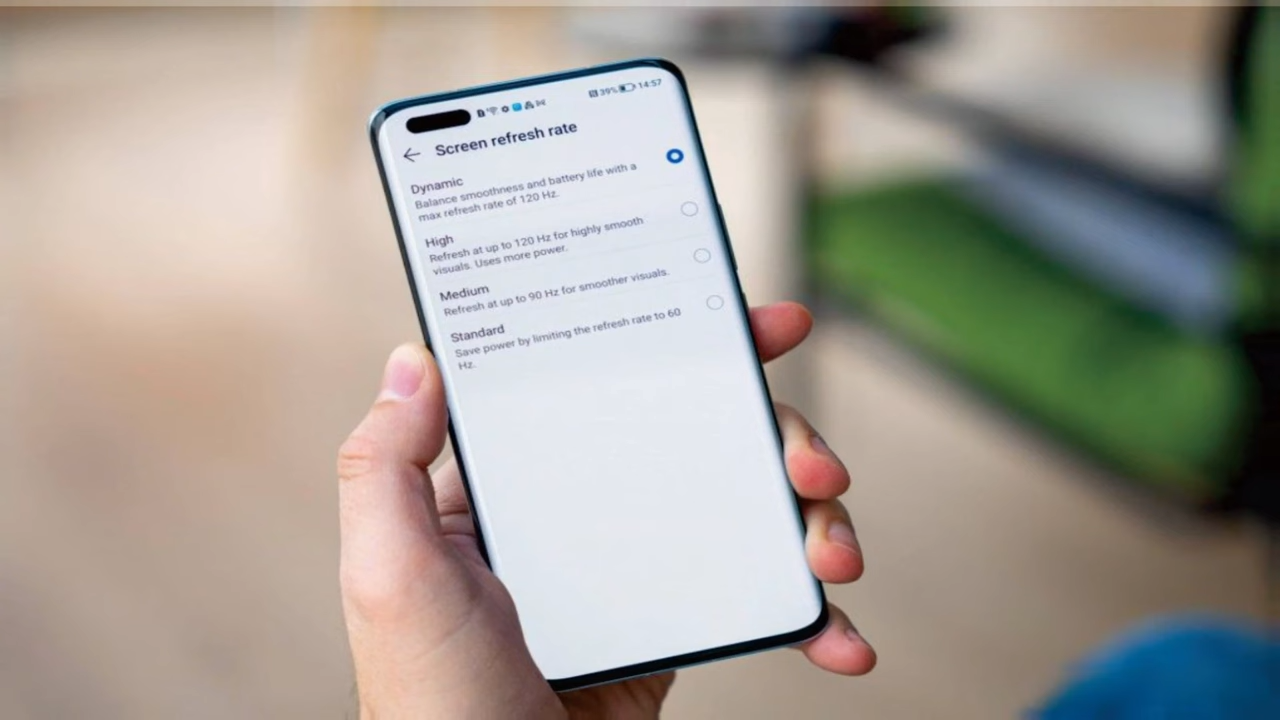 39% 14:57
Screen refresh rate
Dynamic
Balance smoothness and battery life with a
max refresh rate of 120 Hz.
High
Refresh at up to 120 Hz for highly smooth
visuals. Uses more power.
Medium
Refresh at up to 90 Hz for smoother visuals.
Standard
Save power by limiting the refresh rate to 60
Hz.